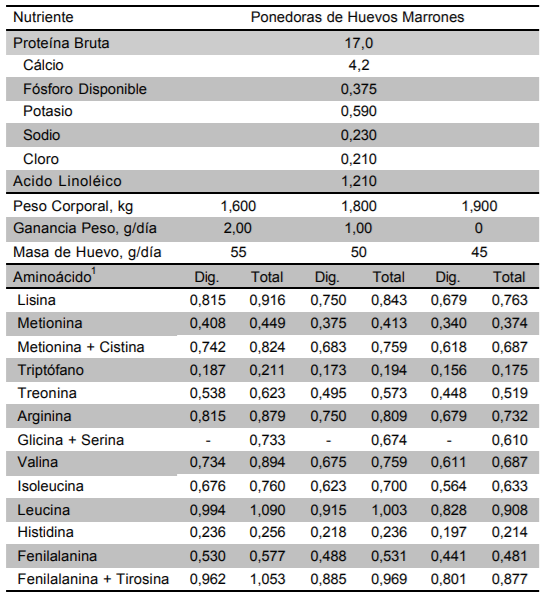 Nutriente Ponedoras de Huevos Marrones
Proteína Bruta 17,0
Cálcio 4,2
Fósforo Disponible 0,375
Potasio 0,590
Sodio 0,230
Cloro 0,210
Acido Linoléico 1,210
Peso Corporal, kg 1,600 1,800 1,900
Ganancia Peso, g/día 2,00 1,00 0
Masa de Huevo, g/día 55 50 45
Aminoácido1 Dig. Total Dig. Total Dig. Total
Lisina 0,815 0,916 0,750 0,843 0,679 0,763
Metionina 0,408 0,449 0,375 0,413 0,340 0,374
Metionina + Cistina 0,742 0,824 0,683 0,759 0,618 0,687
Triptófano 0,187 0,211 0,173 0,194 0,156 0,175
Treonina 0,538 0,623 0,495 0,573 0,448 0,519
Arginina 0,815 0,879 0,750 0,809 0,679 0,732
Glicina + Serina - 0,733 - 0,674 - 0,610
Valina 0,734 0,894 0,675 0,759 0,611 0,687
Isoleucina 0,676 0,760 0,623 0,700 0,564 0,633
Leucina 0,994 1,090 0,915 1,003 0,828 0,908
Histidina 0,236 0,256 0,218 0,236 0,197 0,214
Fenilalanina 0,530 0,577 0,488 0,531 0,441 0,481
Fenilalanina + Tirosina 0,962 1,053 0,885 0,969 0,801 0,877